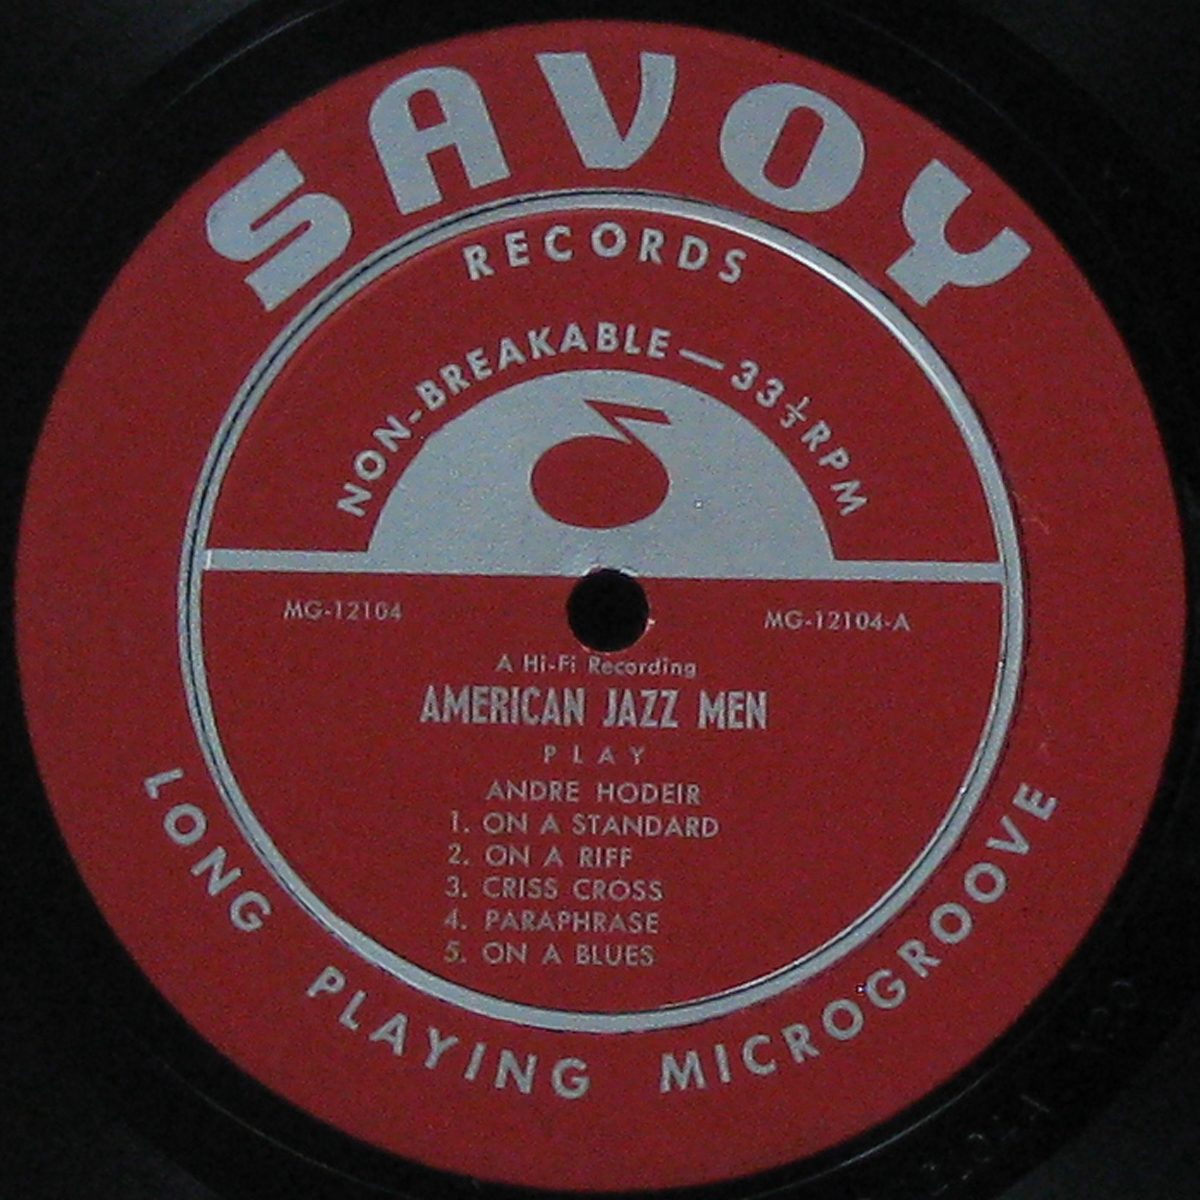 SAVOY
RECORDS
NON-BREAKABLE — 33⅓ RPM
MG-12104
MG-12104-A
A Hi-Fi Recording
AMERICAN JAZZ MEN
PLAY
ANDRE HODEIR
1. ON A STANDARD
2. ON A RIFF
3. CRISS CROSS
4. PARAPHRASE
5. ON A BLUES
LONG PLAYING MICROGROOVE